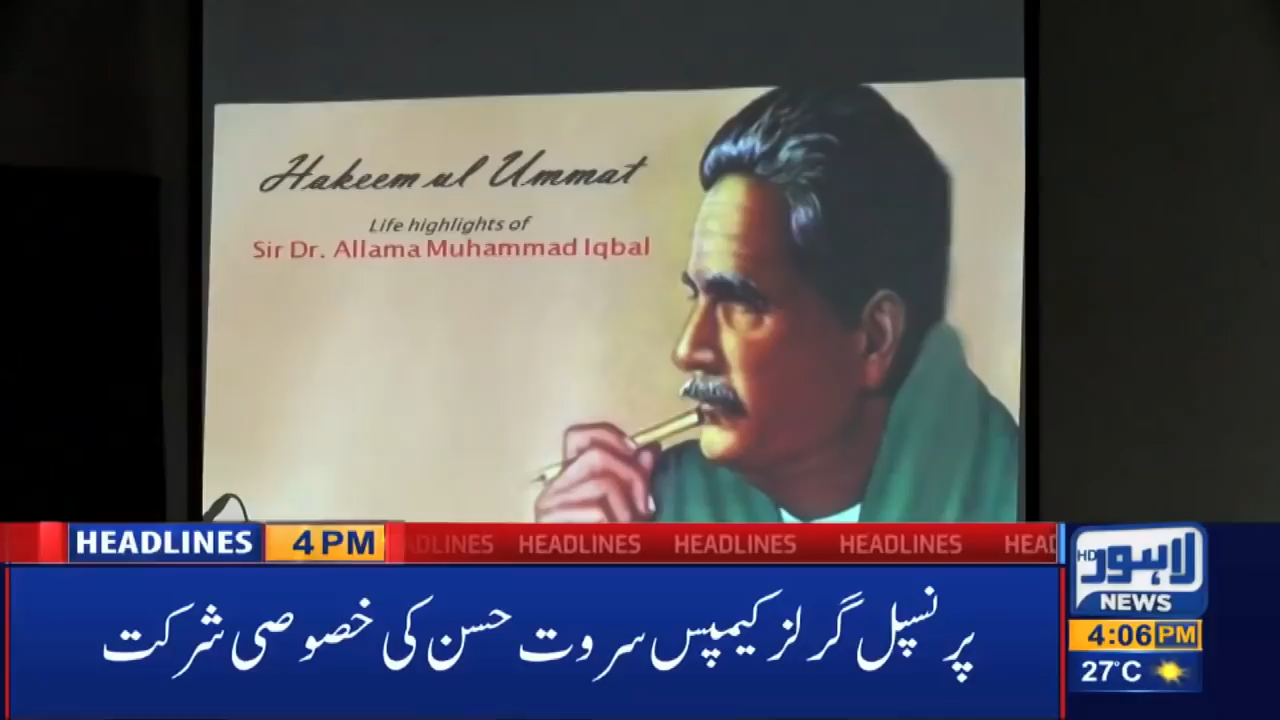 Hakeem ul Ummat
Life highlights of
Sir Dr. Allama Muhammad Iqbal
HEADLINES 4 PM HEADLINES HEADLINES HEADLINES
HD لاہور
NEWS
4:06 PM
27°C
پرنسپل گرلز کیمپس سروت حسن کی خصوصی شرکت